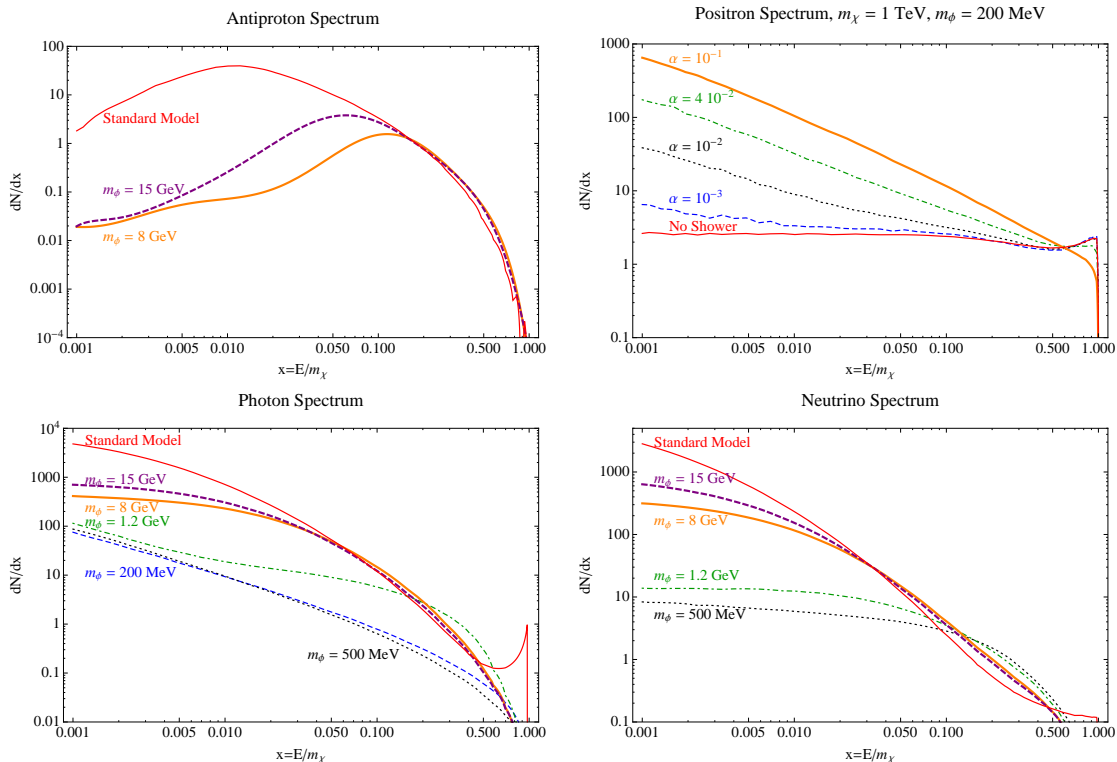 Antiproton Spectrum
100
10
1
0.1
0.01
0.001
10⁻⁴
dN/dx
Standard Model
m_ϕ = 15 GeV
m_ϕ = 8 GeV
0.001 0.005 0.010 0.050 0.100 0.500 1.000
x=E/m_χ
Positron Spectrum, m_χ = 1 TeV, m_ϕ = 200 MeV
1000
100
10
1
0.1
dN/dx
α = 10⁻¹
α = 4 10⁻²
α = 10⁻²
α = 10⁻³
No Shower
0.001 0.005 0.010 0.050 0.100 0.500 1.000
x=E/m_χ
Photon Spectrum
10⁴
1000
100
10
1
0.1
0.01
dN/dx
Standard Model
m_ϕ = 15 GeV
m_ϕ = 8 GeV
m_ϕ = 1.2 GeV
m_ϕ = 200 MeV
m_ϕ = 500 MeV
0.001 0.005 0.010 0.050 0.100 0.500 1.000
x=E/m_χ
Neutrino Spectrum
1000
100
10
1
0.1
dN/dx
Standard Model
m_ϕ = 15 GeV
m_ϕ = 8 GeV
m_ϕ = 1.2 GeV
m_ϕ = 500 MeV
0.001 0.005 0.010 0.050 0.100 0.500 1.000
x=E/m_χ